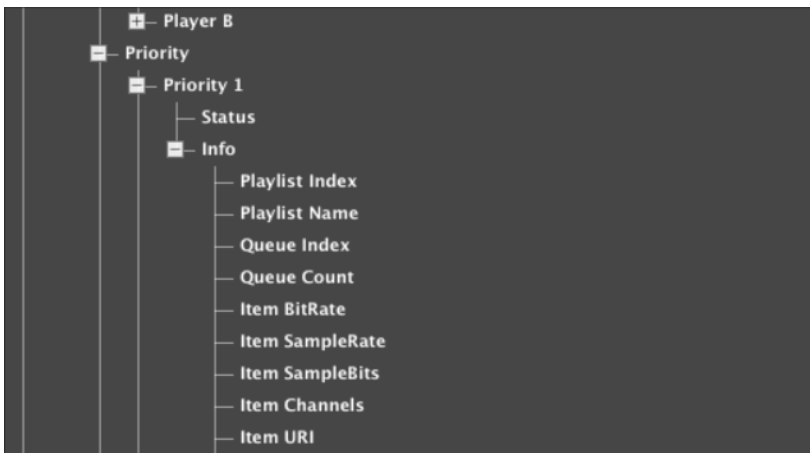 Player B
Priority
Priority 1
Status
Info
Playlist Index
Playlist Name
Queue Index
Queue Count
Item BitRate
Item SampleRate
Item SampleBits
Item Channels
Item URI